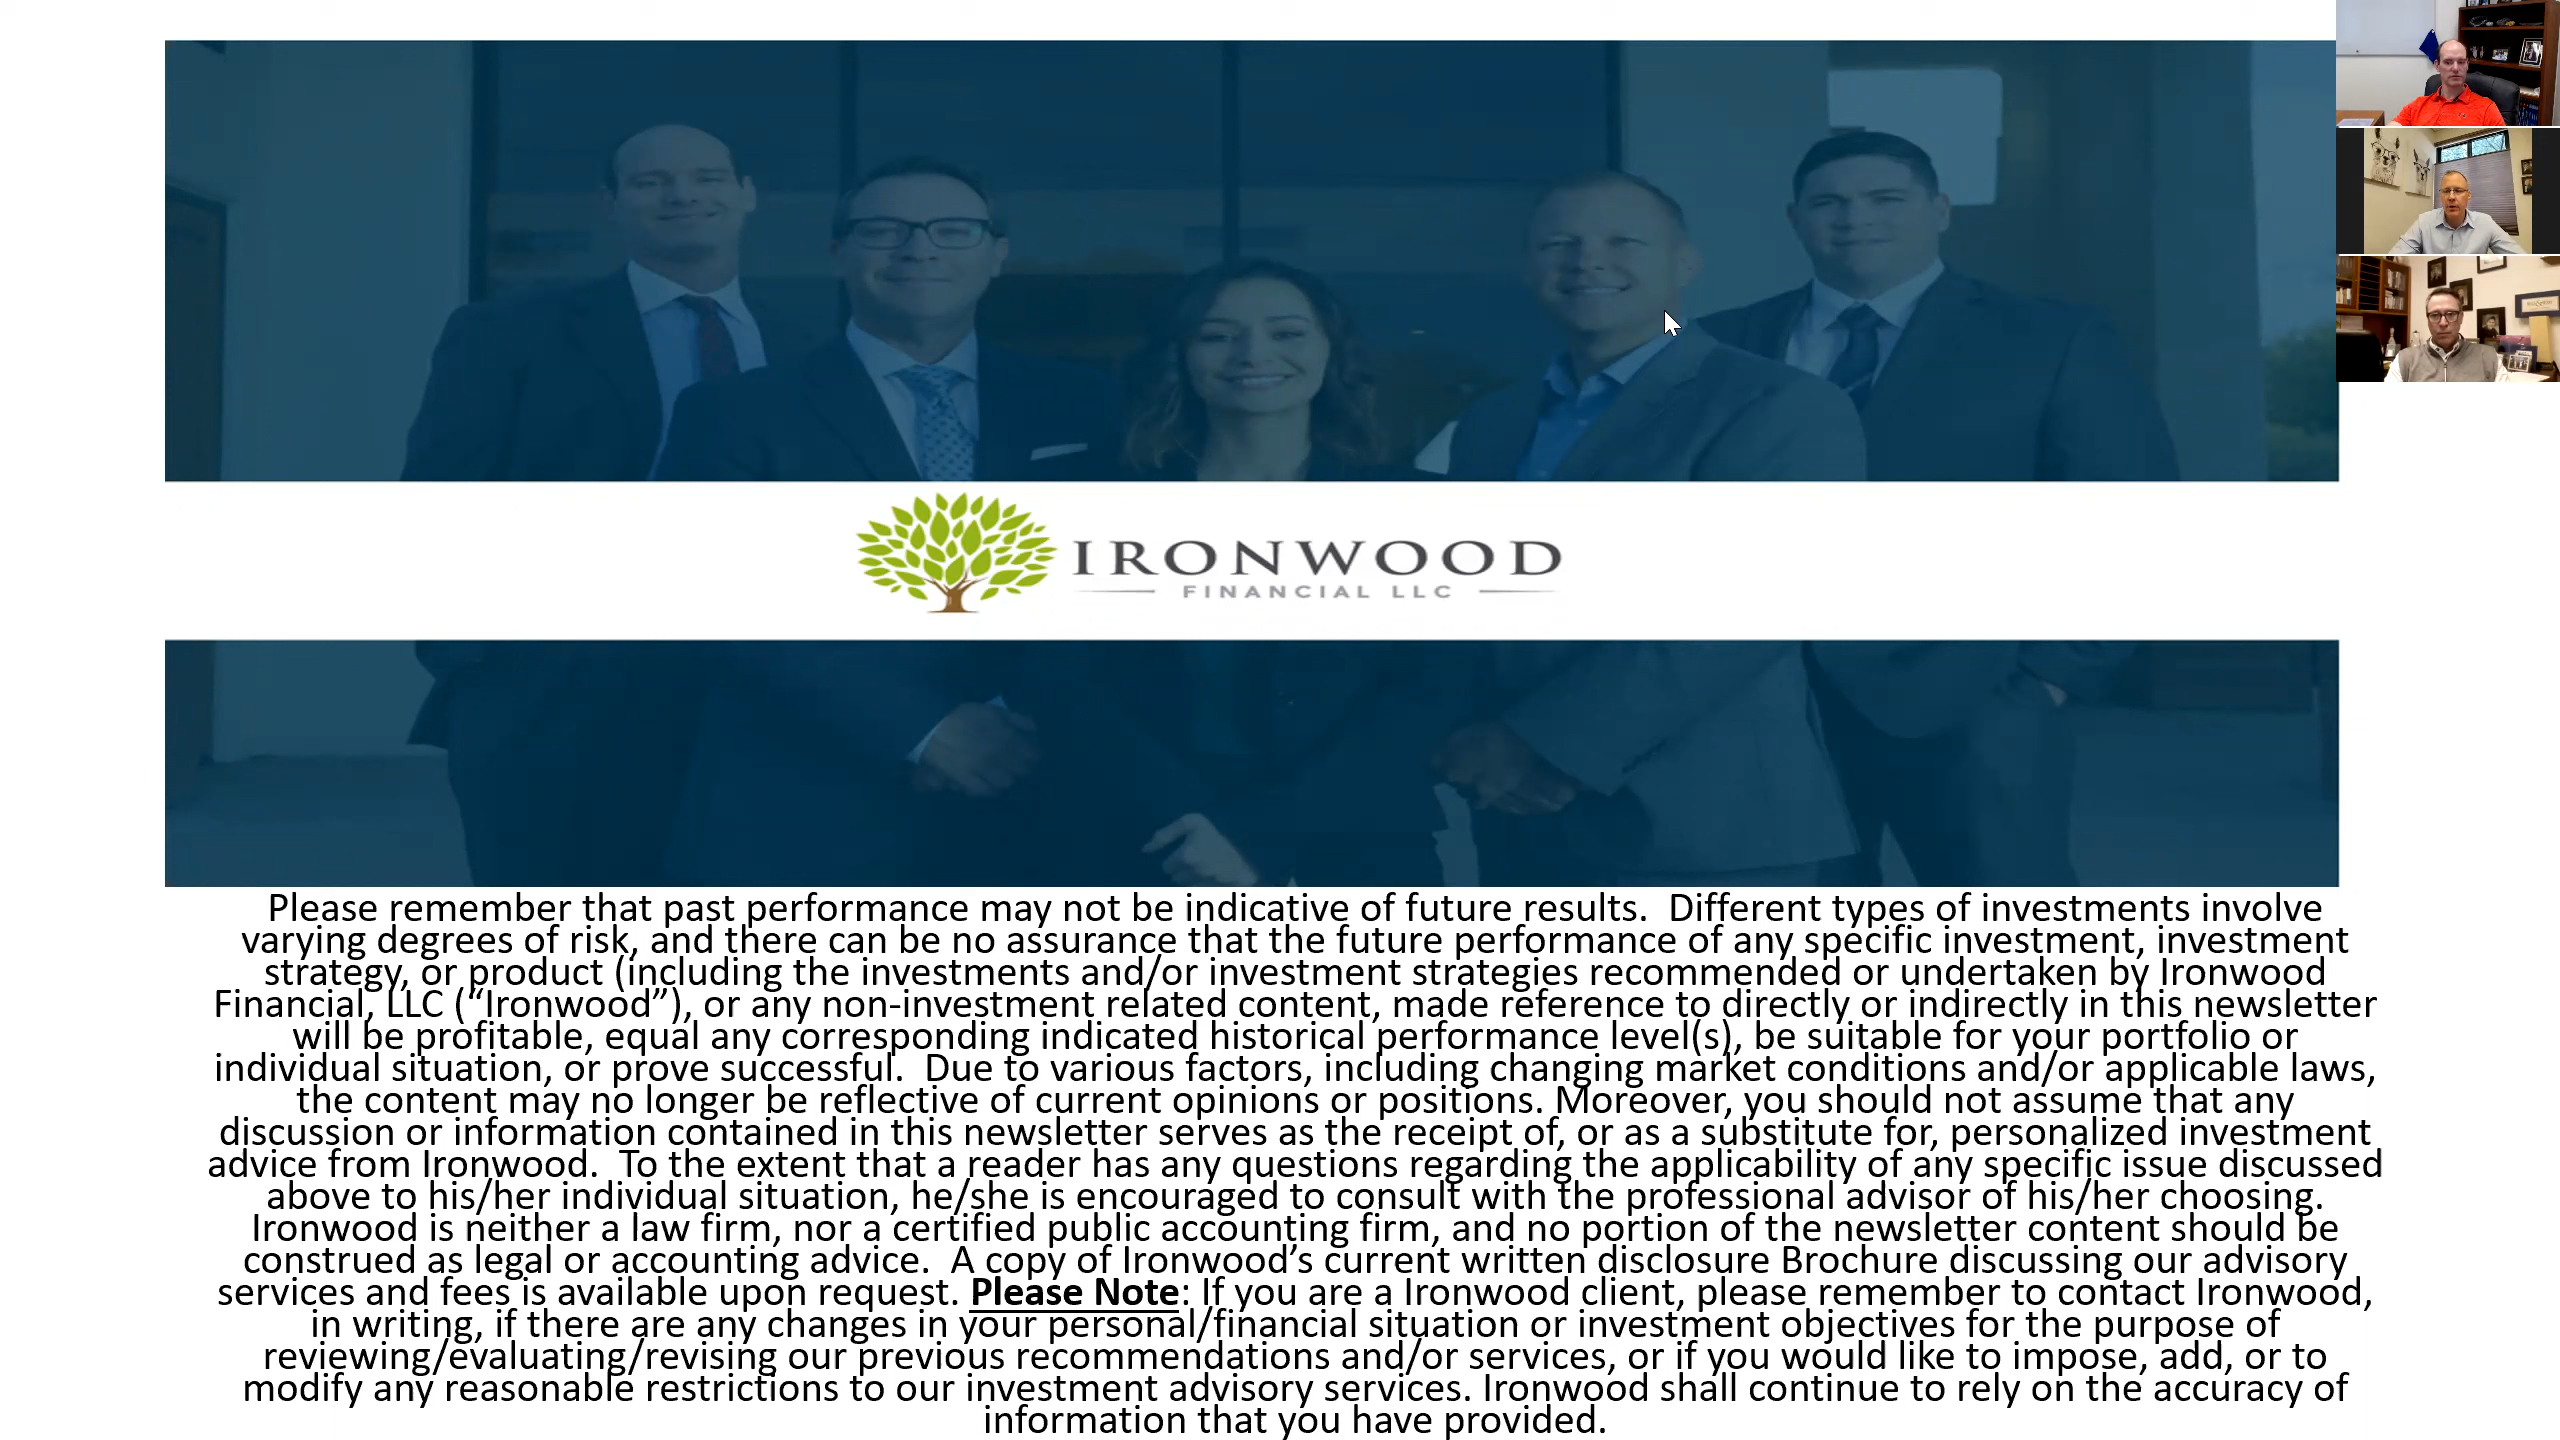 IRONWOOD
FINANCIAL LLC
Please remember that past performance may not be indicative of future results.  Different types of investments involve
varying degrees of risk, and there can be no assurance that the future performance of any specific investment, investment
strategy, or product (including the investments and/or investment strategies recommended or undertaken by Ironwood
Financial, LLC (“Ironwood”), or any non-investment related content, made reference to directly or indirectly in this newsletter
will be profitable, equal any corresponding indicated historical performance level(s), be suitable for your portfolio or
individual situation, or prove successful.  Due to various factors, including changing market conditions and/or applicable laws,
the content may no longer be reflective of current opinions or positions. Moreover, you should not assume that any
discussion or information contained in this newsletter serves as the receipt of, or as a substitute for, personalized investment
advice from Ironwood.  To the extent that a reader has any questions regarding the applicability of any specific issue discussed
above to his/her individual situation, he/she is encouraged to consult with the professional advisor of his/her choosing.
Ironwood is neither a law firm, nor a certified public accounting firm, and no portion of the newsletter content should be
construed as legal or accounting advice.  A copy of Ironwood’s current written disclosure Brochure discussing our advisory
services and fees is available upon request. Please Note: If you are a Ironwood client, please remember to contact Ironwood,
in writing, if there are any changes in your personal/financial situation or investment objectives for the purpose of
reviewing/evaluating/revising our previous recommendations and/or services, or if you would like to impose, add, or to
modify any reasonable restrictions to our investment advisory services. Ironwood shall continue to rely on the accuracy of
information that you have provided.